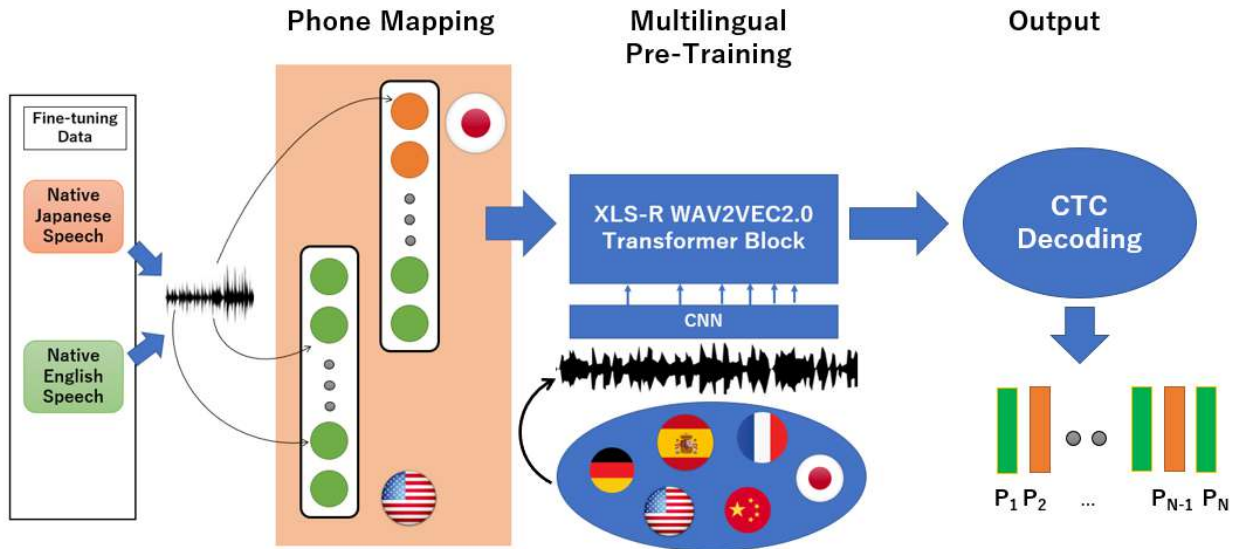 Phone Mapping
Multilingual
Pre-Training
Output
Fine-tuning
Data
Native
Japanese
Speech
Native
English
Speech
XLS-R WAV2VEC2.0
Transformer Block
CNN
CTC
Decoding
P1 P2 ... PN-1 PN